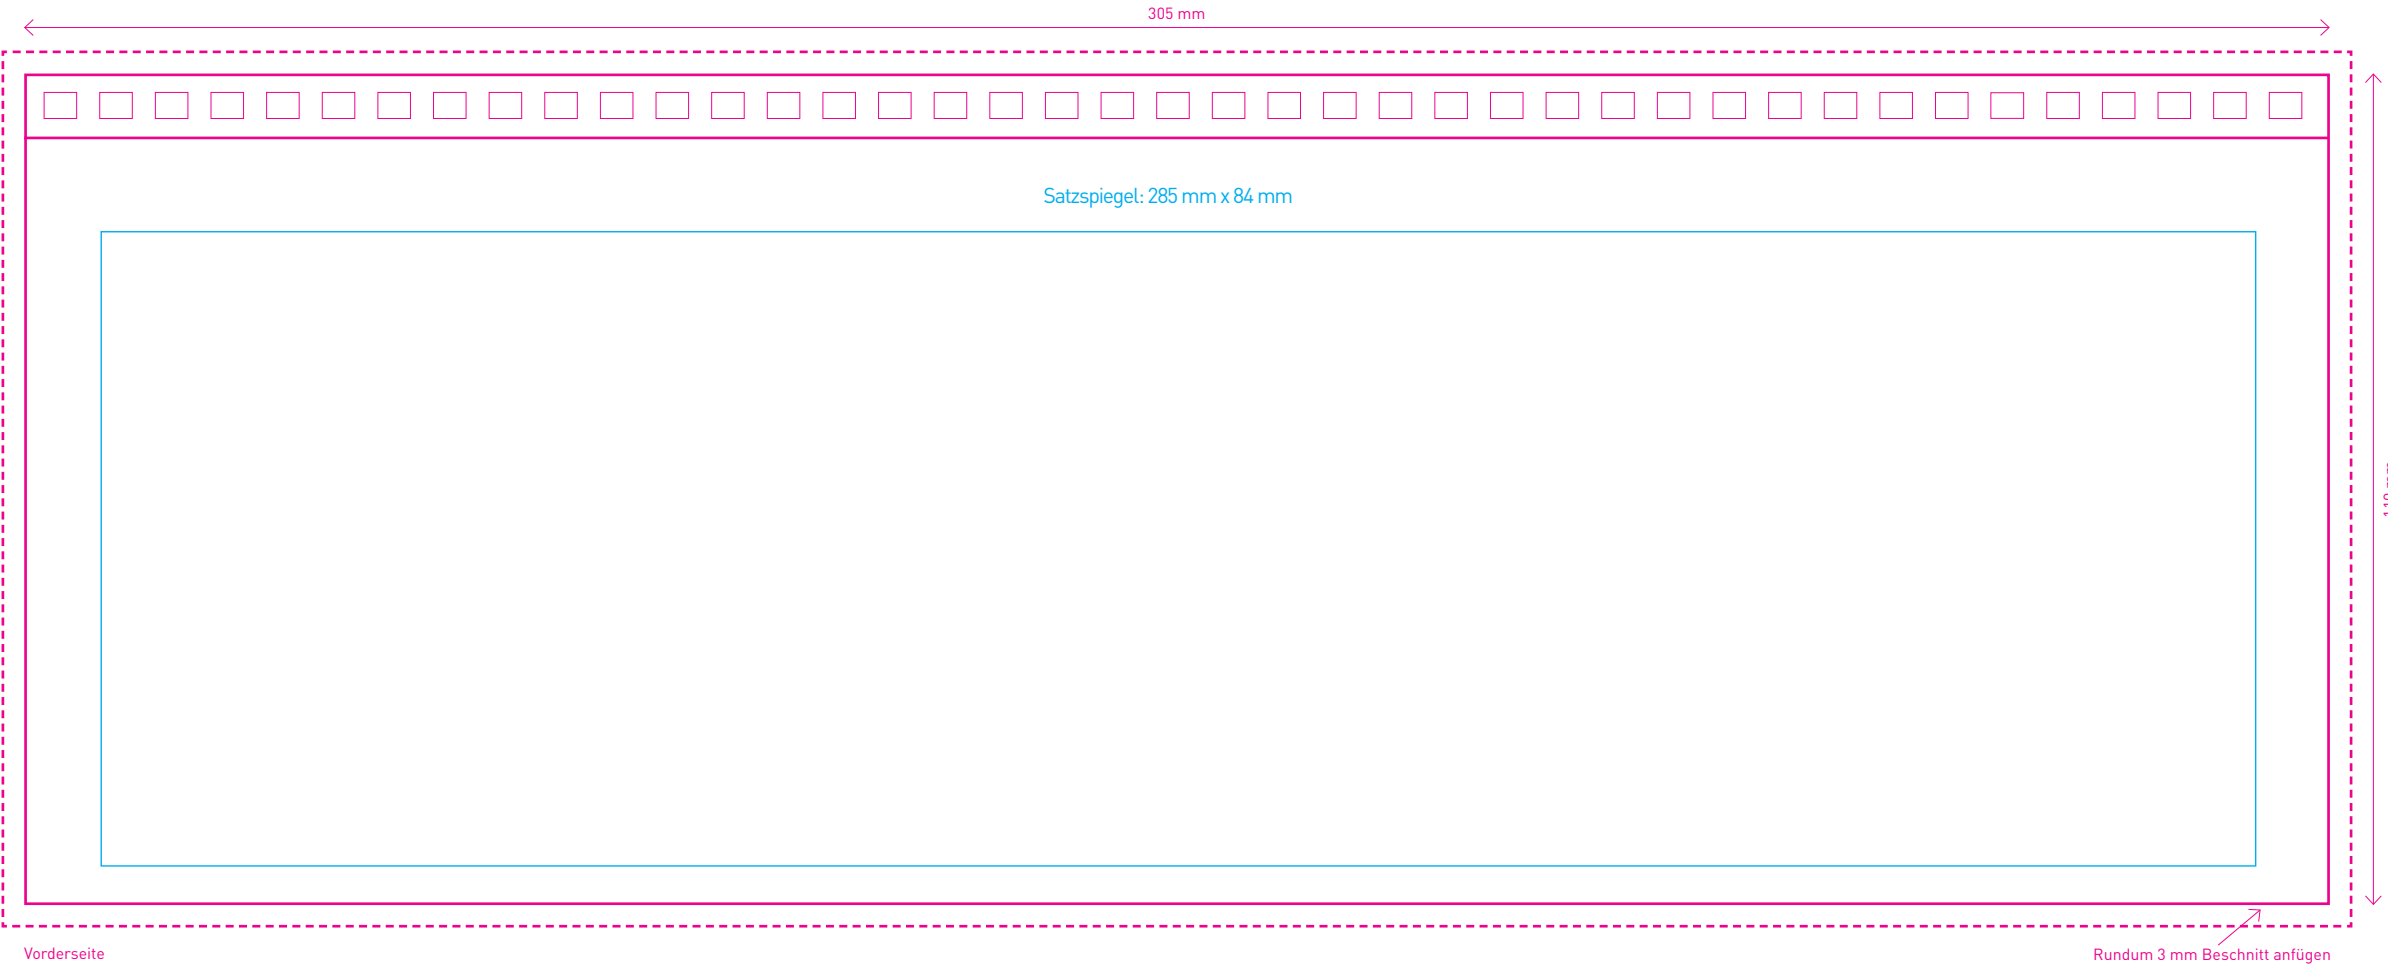 305 mm
Satzspiegel: 285 mm x 84 mm
Vorderseite
Rundum 3 mm Beschnitt anfügen